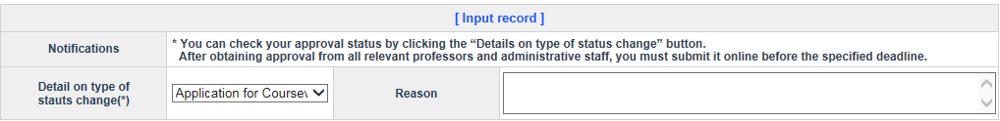 [ Input record ]
Notifications
* You can check your approval status by clicking the “Details on type of status change” button.
After obtaining approval from all relevant professors and administrative staff, you must submit it online before the specified deadline.
Detail on type of
stauts change(*)
Application for
Reason